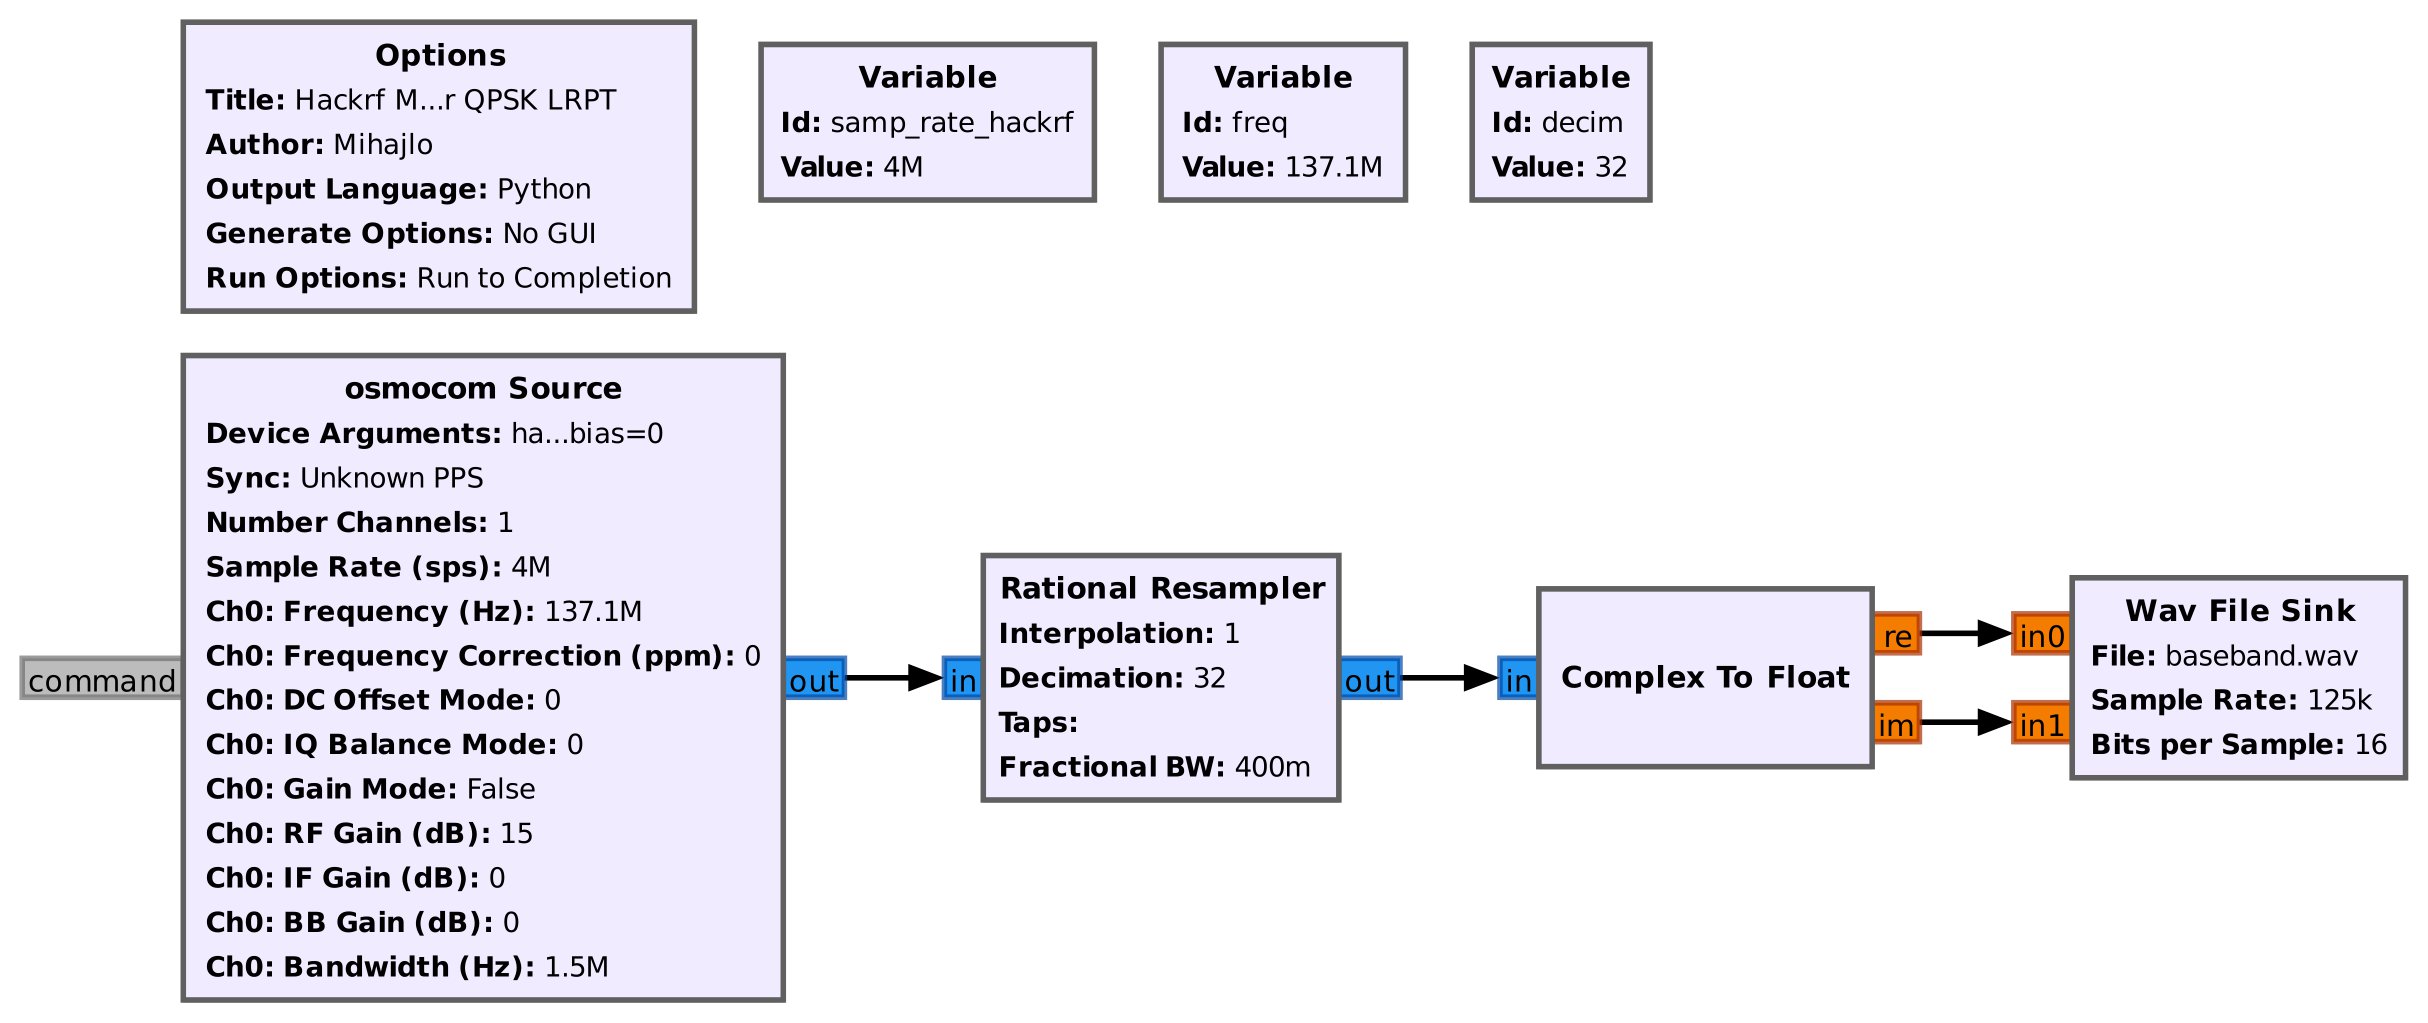 Options
Title: Hackrf M...r QPSK LRPT
Author: Mihajlo
Output Language: Python
Generate Options: No GUI
Run Options: Run to Completion
Variable
Id: samp_rate_hackrf
Value: 4M
Variable
Id: freq
Value: 137.1M
Variable
Id: decim
Value: 32
command
osmocom Source
Device Arguments: ha...bias=0
Sync: Unknown PPS
Number Channels: 1
Sample Rate (sps): 4M
Ch0: Frequency (Hz): 137.1M
Ch0: Frequency Correction (ppm): 0
Ch0: DC Offset Mode: 0
Ch0: IQ Balance Mode: 0
Ch0: Gain Mode: False
Ch0: RF Gain (dB): 15
Ch0: IF Gain (dB): 0
Ch0: BB Gain (dB): 0
Ch0: Bandwidth (Hz): 1.5M
out
in
Rational Resampler
Interpolation: 1
Decimation: 32
Taps:
Fractional BW: 400m
out
in
Complex To Float
re
im
in0
in1
Wav File Sink
File: baseband.wav
Sample Rate: 125k
Bits per Sample: 16